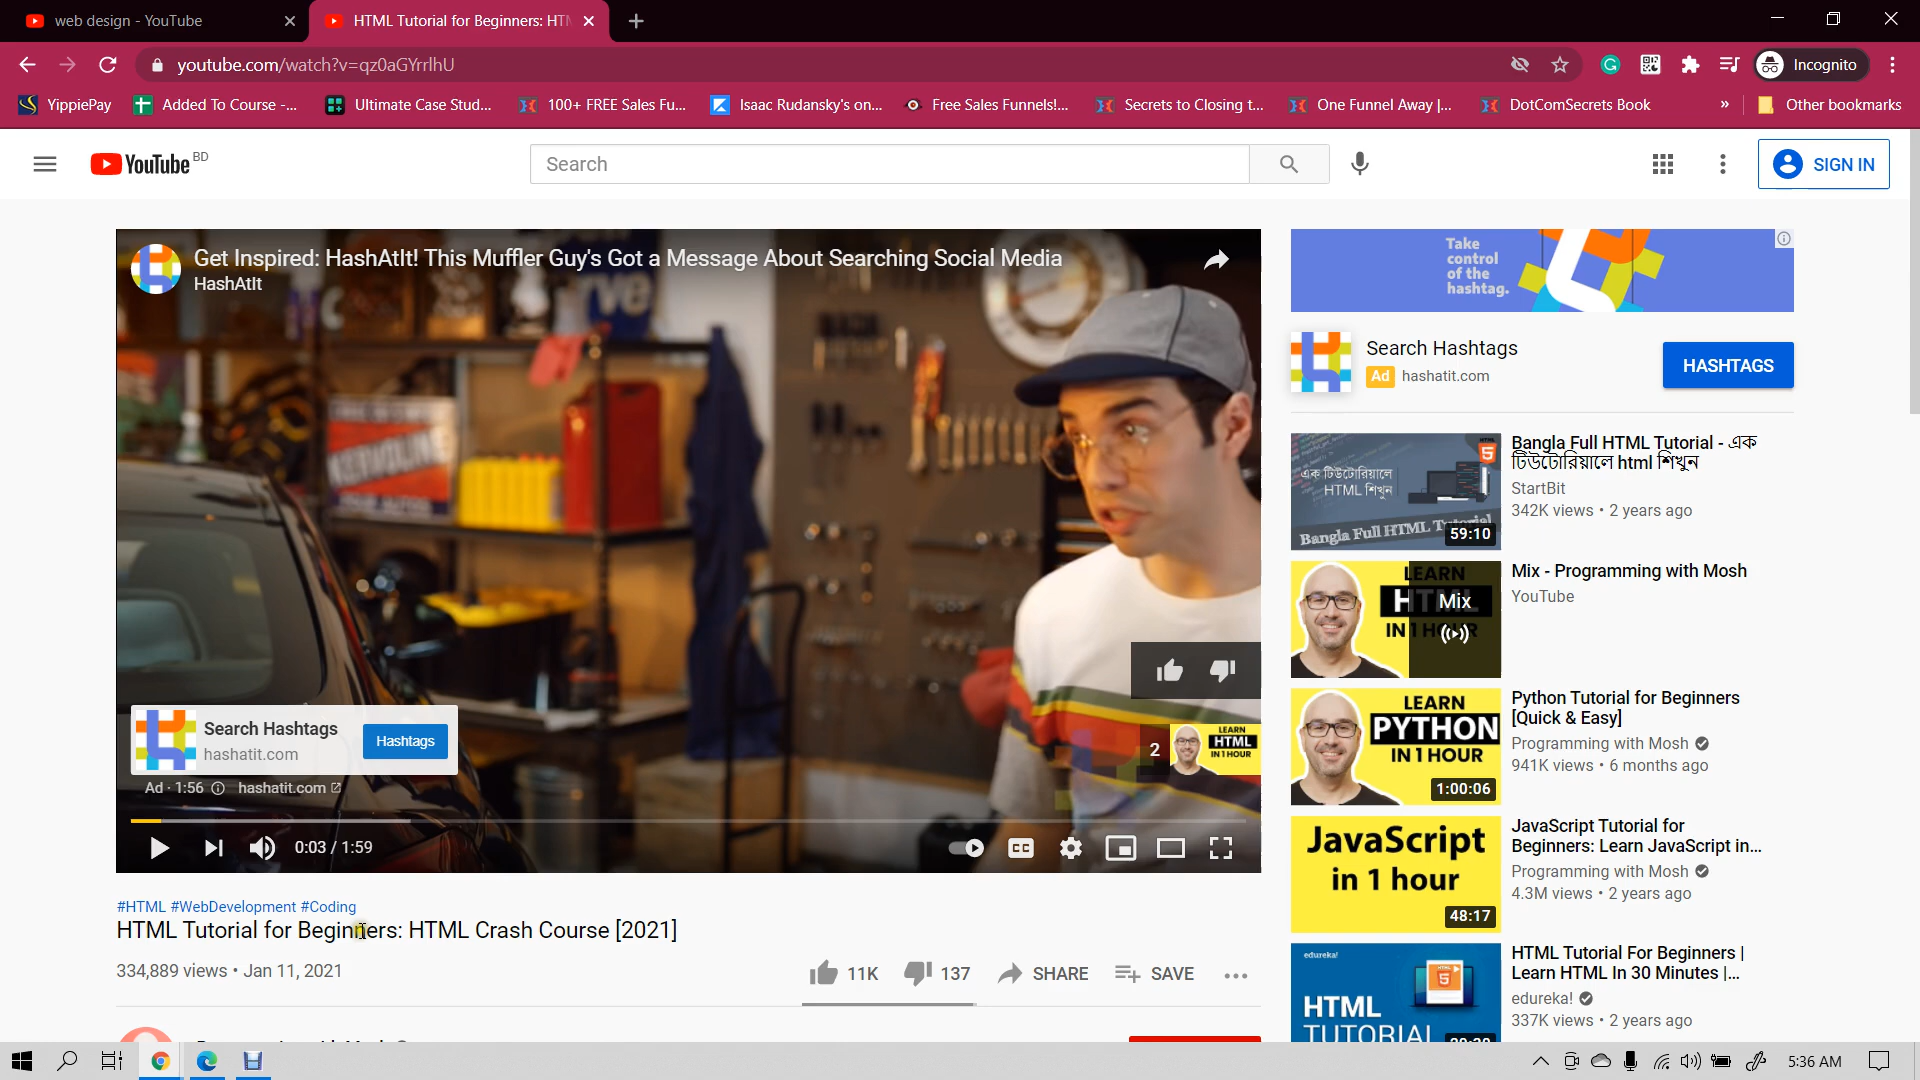 web design - YouTube
HTML Tutorial for Beginners: HTM
youtube.com/watch?v=qz0aGYrrlhU
Incognito
YippiePay
Added To Course -...
Ultimate Case Stud...
100+ FREE Sales Fu...
Isaac Rudansky's on...
Free Sales Funnels!...
Secrets to Closing t...
One Funnel Away |...
DotComSecrets Book
»
Other bookmarks
YouTube BD
Search
SIGN IN
Get Inspired: HashAtIt! This Muffler Guy's Got a Message About Searching Social Media
HashAtIt
Search Hashtags
hashatit.com
Hashtags
Ad · 1:56
hashatit.com
2
LEARN
HTML
IN 1 HOUR
0:03 / 1:59
CC
#HTML #WebDevelopment #Coding
HTML Tutorial for Beginners: HTML Crash Course [2021]
334,889 views • Jan 11, 2021
11K
137
SHARE
SAVE
Take
control
of the
hashtag.
Search Hashtags
Ad hashatit.com
HASHTAGS
এক টিউটোরিয়ালে
HTML শিখুন
Bangla Full HTML Tutorial
59:10
Bangla Full HTML Tutorial - এক
টিউটোরিয়ালে html শিখুন
StartBit
342K views • 2 years ago
LEARN
Mix
Mix - Programming with Mosh
YouTube
LEARN
PYTHON
IN 1 HOUR
1:00:06
Python Tutorial for Beginners
[Quick & Easy]
Programming with Mosh
941K views • 6 months ago
JavaScript
in 1 hour
48:17
JavaScript Tutorial for
Beginners: Learn JavaScript in...
Programming with Mosh
4.3M views • 2 years ago
edureka!
HTML
TUTORIAL
HTML Tutorial For Beginners |
Learn HTML In 30 Minutes |...
edureka!
337K views • 2 years ago
5:36 AM